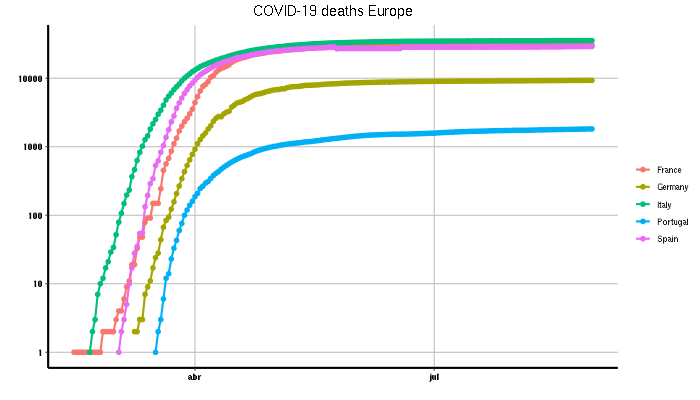 COVID-19 deaths Europe
10000
1000
100
10
1
abr
jul
France
Germany
Italy
Portugal
Spain